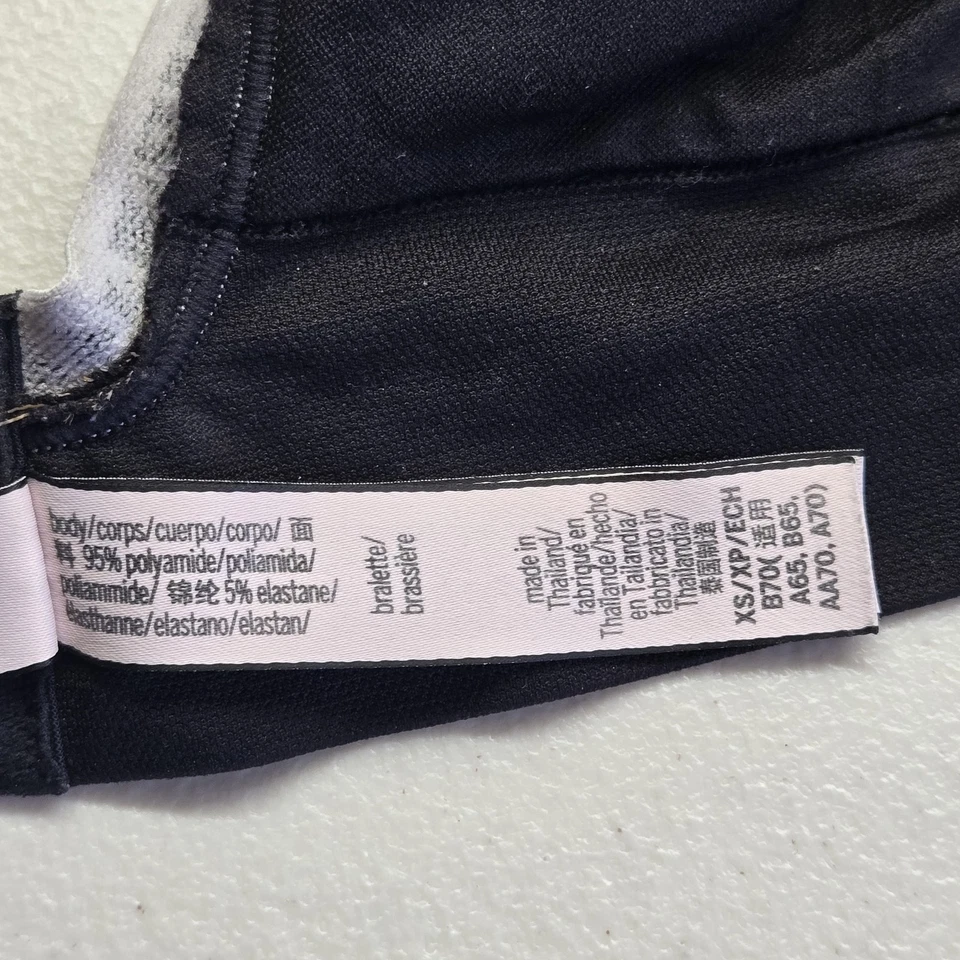 body/corps/cuerpo/corpo/ 面
料 95% polyamide/poliamida/
poliammide/ 锦纶 5% elastane/
elasthanne/elastano/elastan/
bralette/
brassière
made in
Thailand/
fabriqué en
Thaïlande/hecho
en Tailandia/
fabricato in
Thailandia/
泰国制造
XS/XP/ECH
B70( 适用
A65, B65,
AA70, A70)